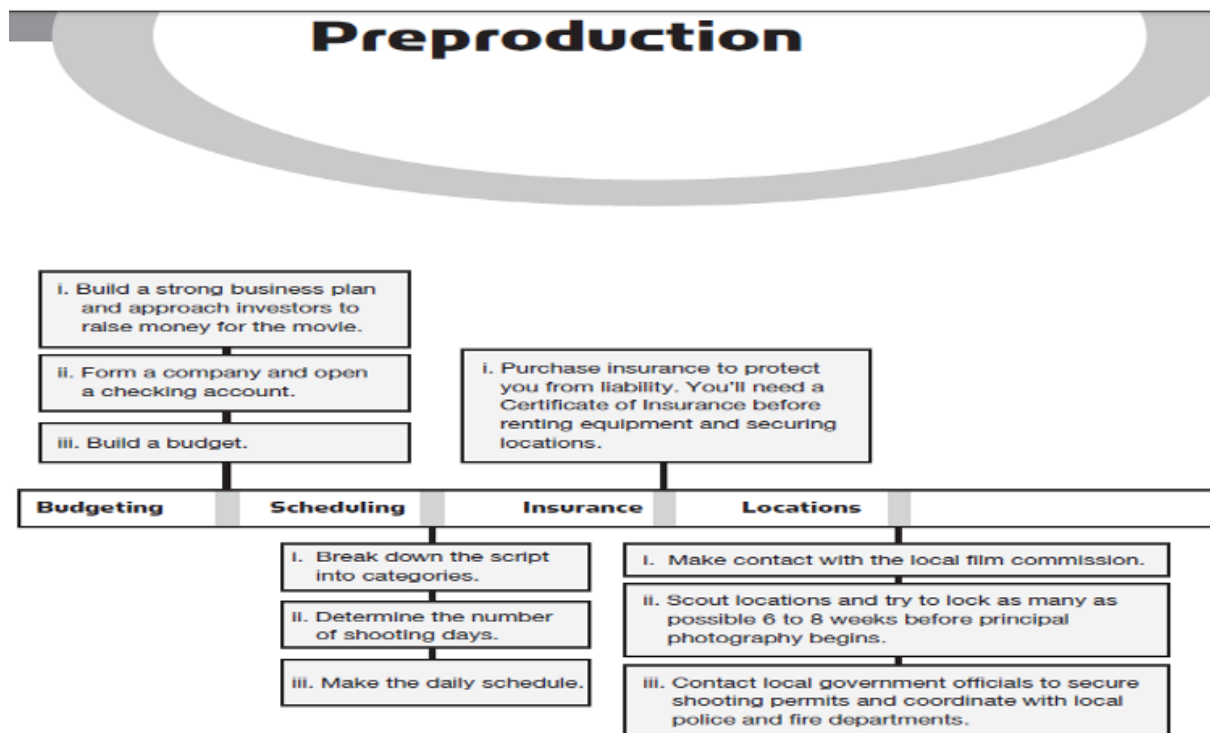 Preproduction
i. Build a strong business plan
and approach investors to
raise money for the movie.
ii. Form a company and open
a checking account.
iii. Build a budget.
i. Purchase insurance to protect
you from liability. You'll need a
Certificate of Insurance before
renting equipment and securing
locations.
Budgeting Scheduling Insurance Locations
i. Break down the script
into categories.
ii. Determine the number
of shooting days.
iii. Make the daily schedule.
i. Make contact with the local film commission.
ii. Scout locations and try to lock as many as
possible 6 to 8 weeks before principal
photography begins.
iii. Contact local government officials to secure
shooting permits and coordinate with local
police and fire departments.